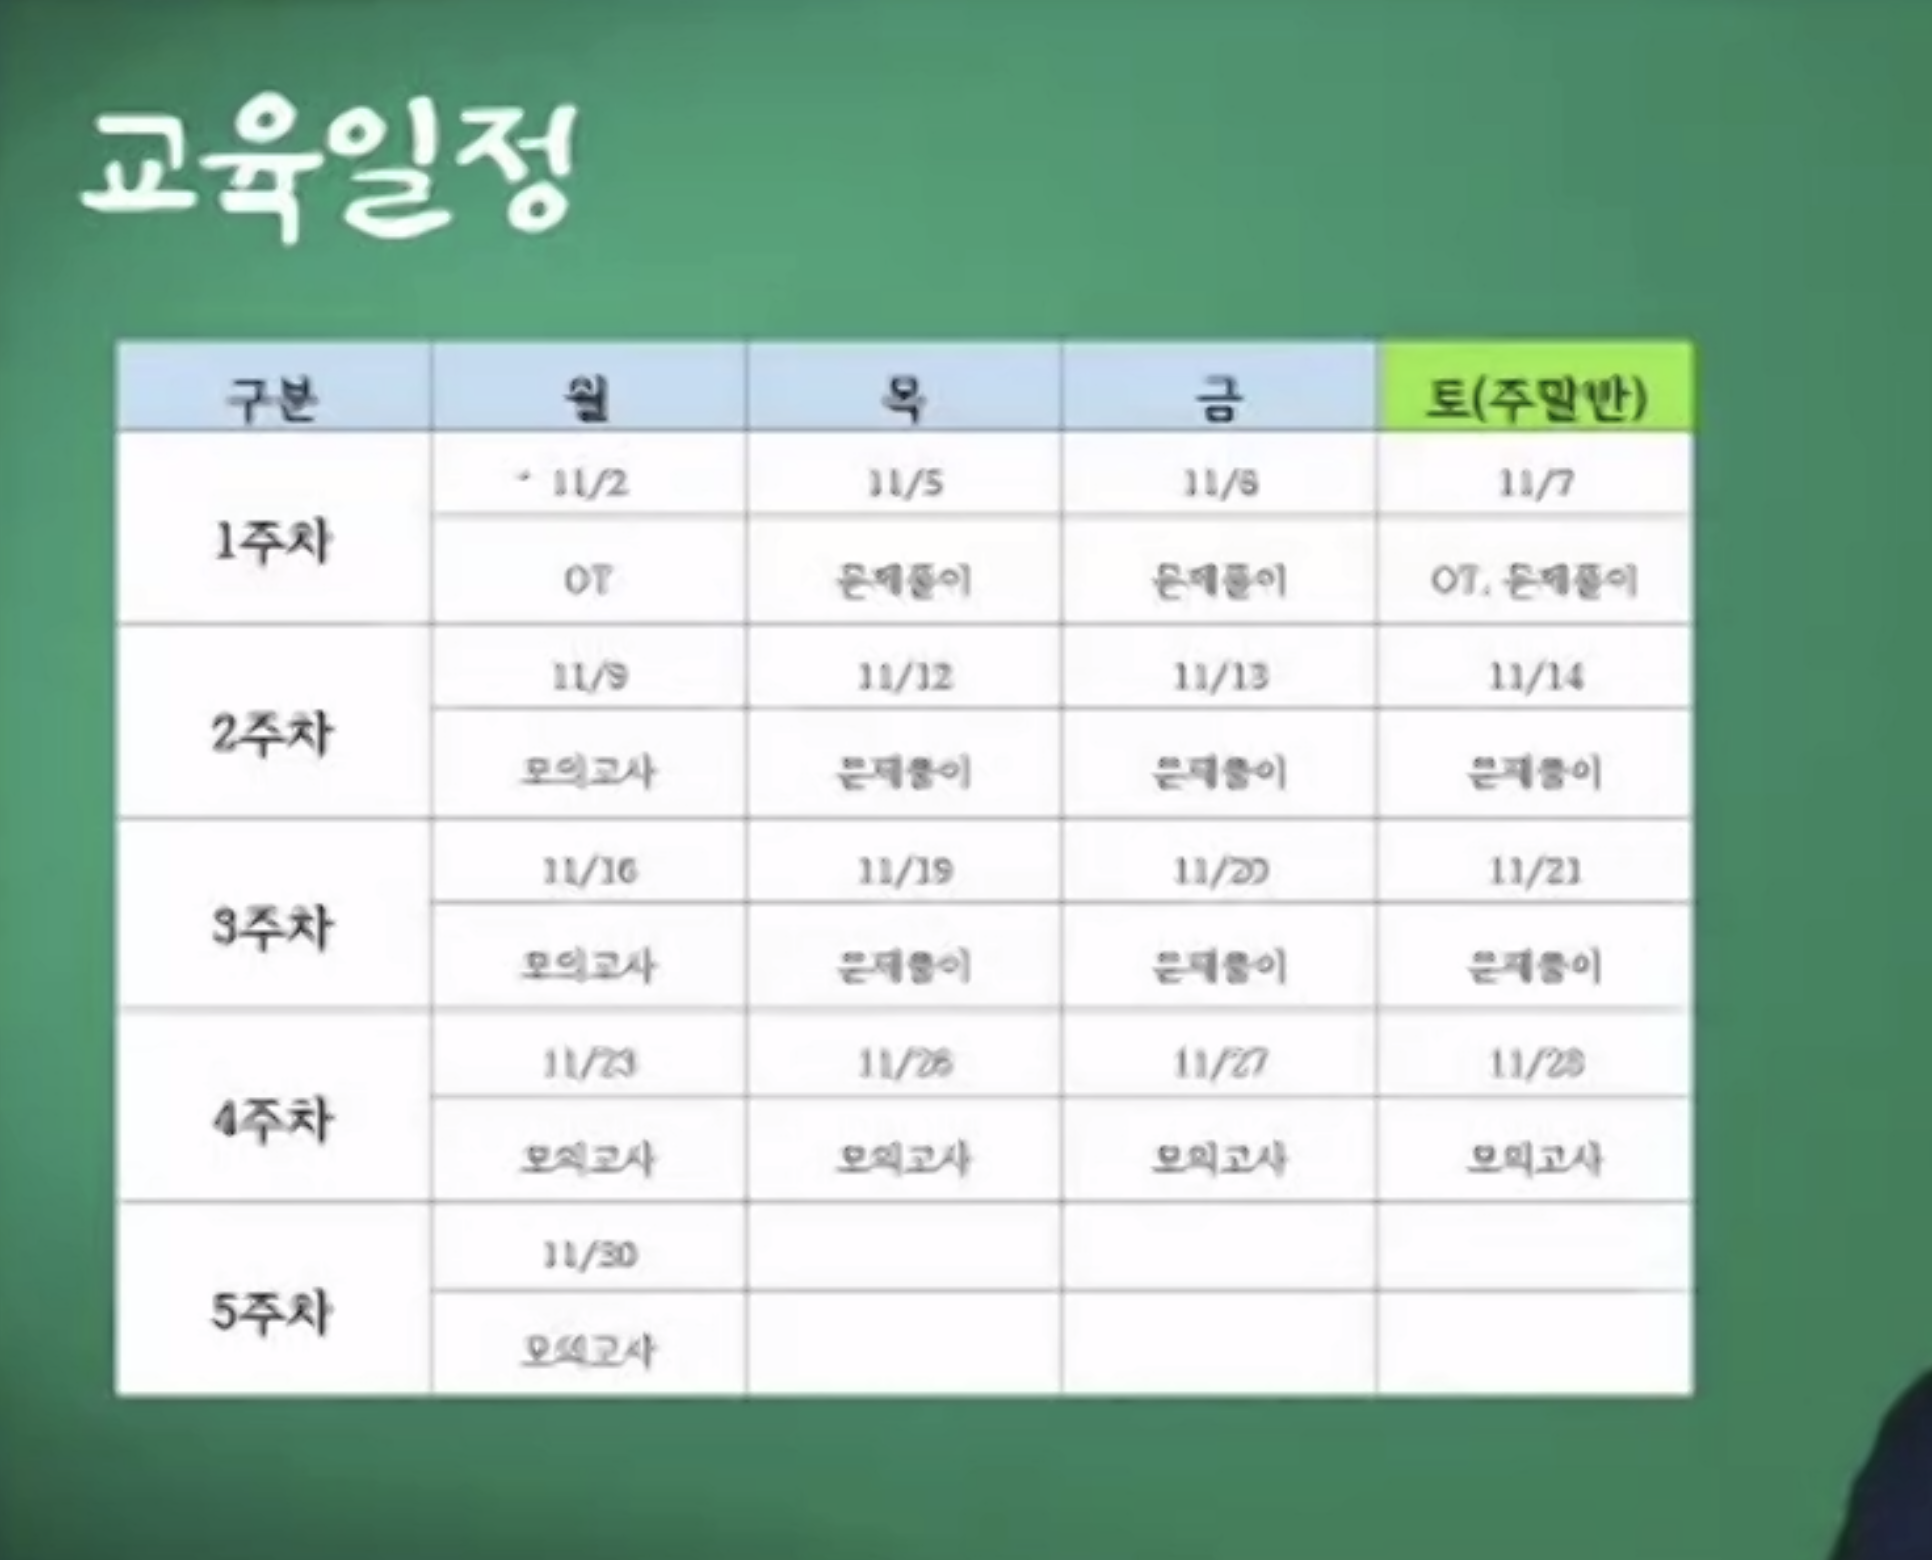 교육일정
구분 월 목 금 토(주말반)
1주차 11/2 11/5 11/6 11/7
OT 문제풀이 문제풀이 OT, 문제풀이
2주차 11/9 11/12 11/13 11/14
모의고사 문제풀이 문제풀이 문제풀이
3주차 11/16 11/19 11/20 11/21
모의고사 문제풀이 문제풀이 문제풀이
4주차 11/23 11/26 11/27 11/28
모의고사 모의고사 모의고사 모의고사
5주차 11/30
모의고사